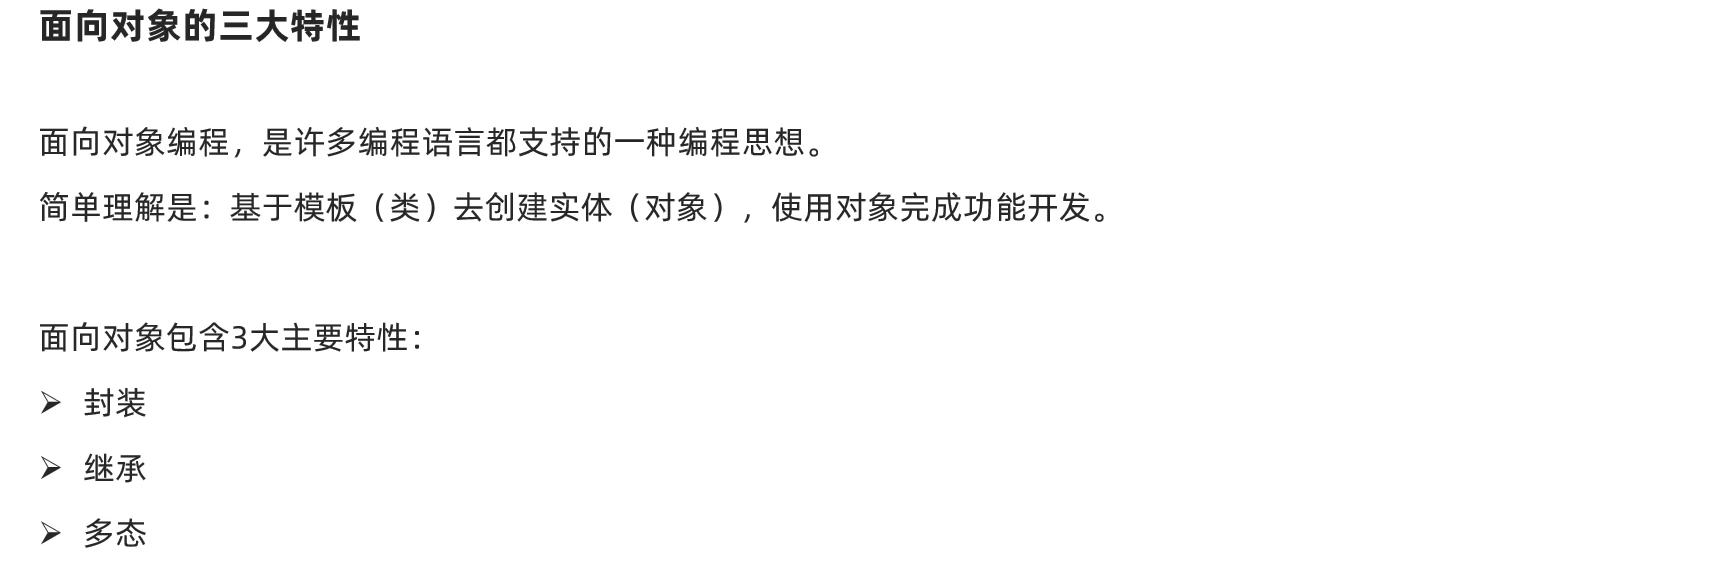 面向对象的三大特性
面向对象编程，是许多编程语言都支持的一种编程思想。
简单理解是：基于模板（类）去创建实体（对象），使用对象完成功能开发。
面向对象包含3大主要特性：
➢ 封装
➢ 继承
➢ 多态